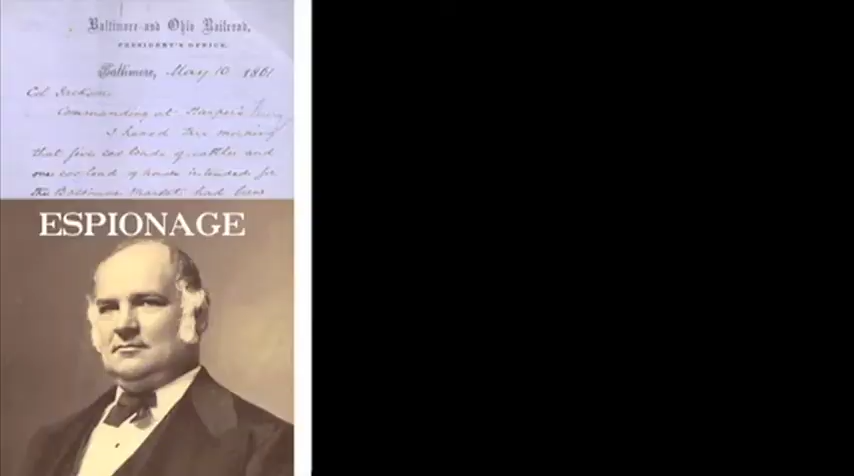 Baltimore and Ohio Railroad,
PRESIDENT'S OFFICE.
Baltimore, May 10 1861
Col Jackson
Commanding at Harper's Ferry
I heard this morning
that five car loads of cattle and
one car load of horses intended for
the Baltimore market had been
ESPIONAGE